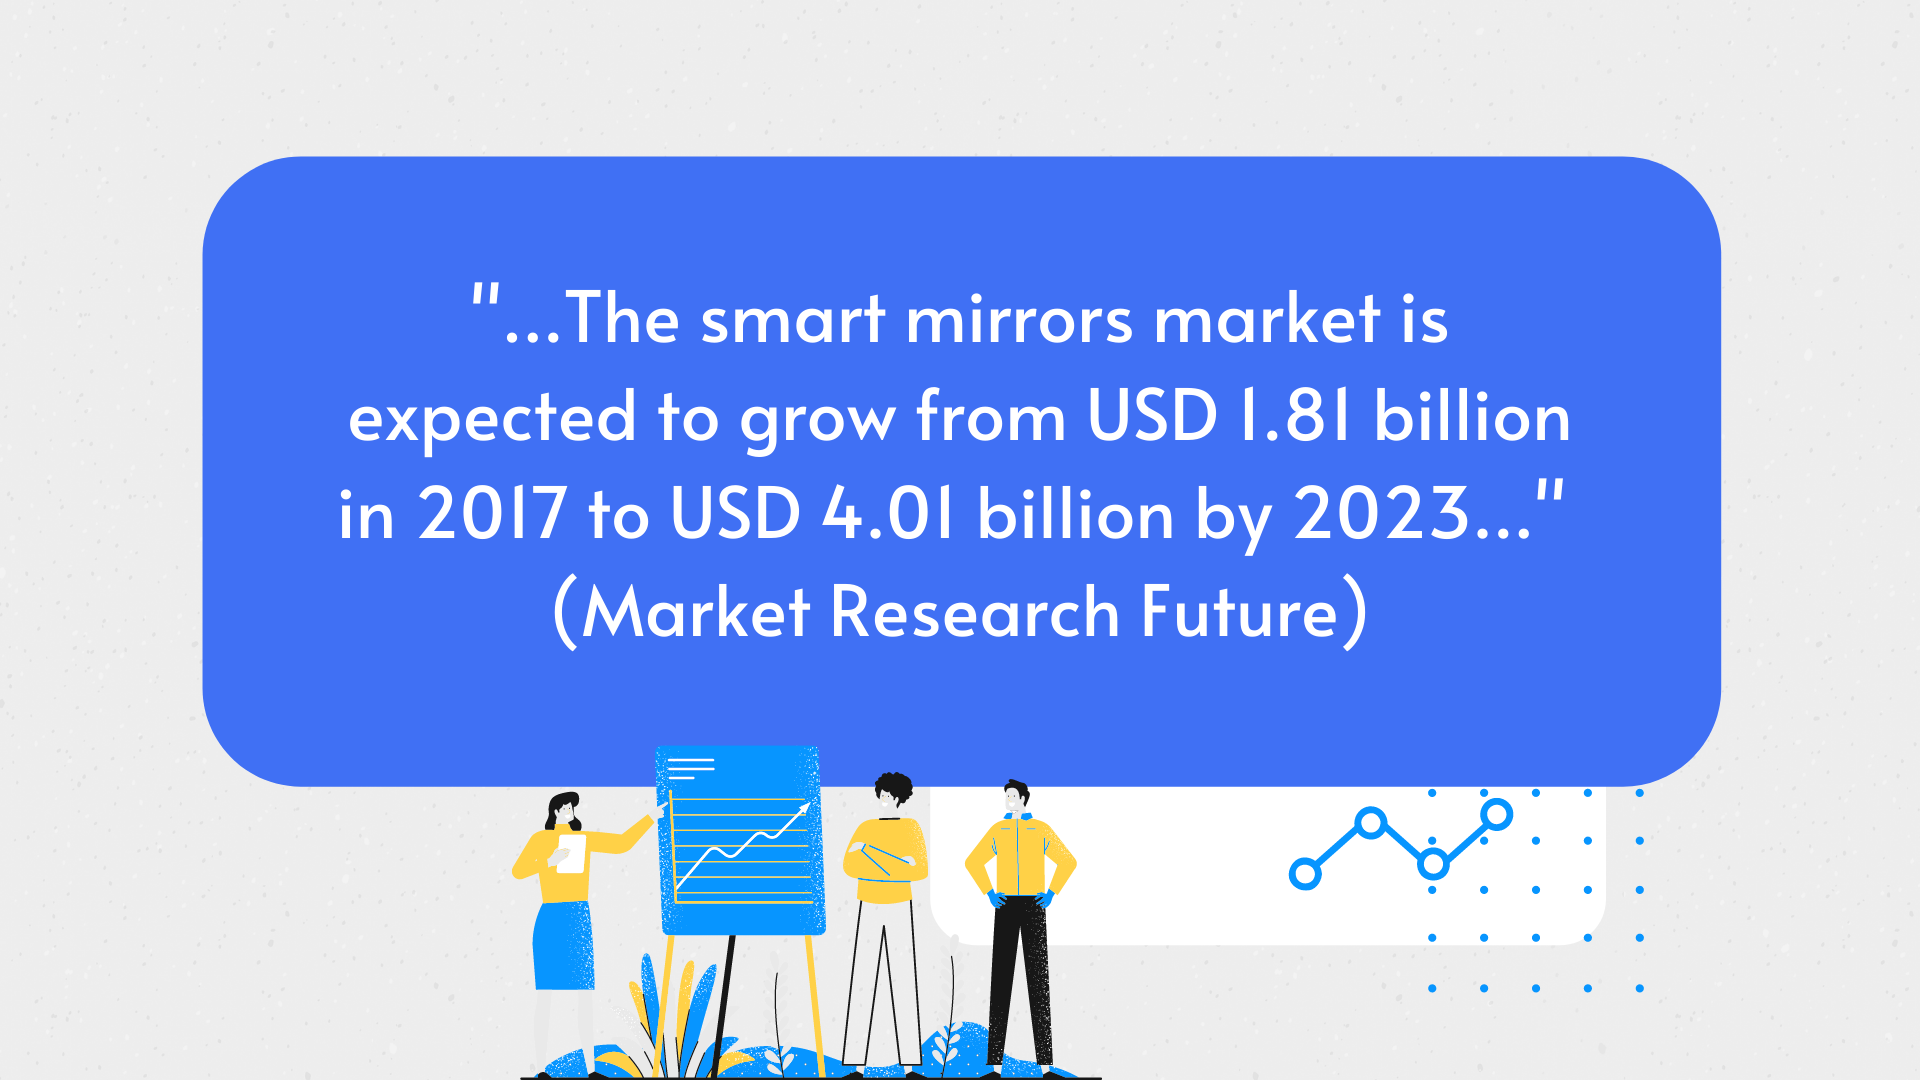 "...The smart mirrors market is
expected to grow from USD 1.81 billion
in 2017 to USD 4.01 billion by 2023..."
(Market Research Future)